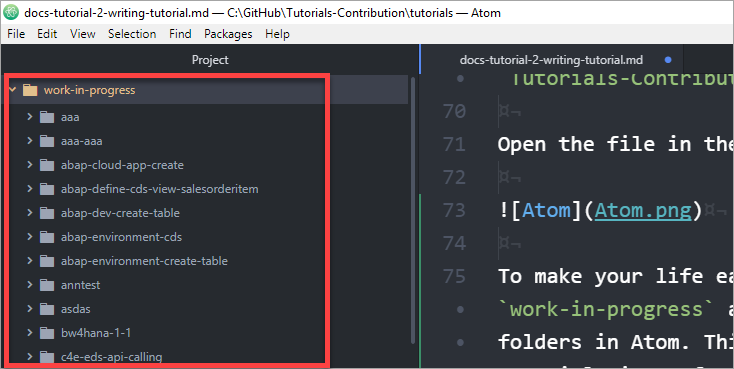 docs-tutorial-2-writing-tutorial.md — C:\GitHub\Tutorials-Contribution\tutorials — Atom
File Edit View Selection Find Packages Help
Project
work-in-progress
aaa
aaa-aaa
abap-cloud-app-create
abap-define-cds-view-salesorderitem
abap-dev-create-table
abap-environment-cds
abap-environment-create-table
anntest
asdas
bw4hana-1-1
c4e-eds-api-calling
docs-tutorial-2-writing-tutorial.md
`Tutorials-Contribut
70 ¤¬
71 Open the file in the
72 ¤¬
73 ![Atom](Atom.png)¤¬
74 ¤¬
75 To make your life ea
• `work-in-progress` a
• folders in Atom. Thi